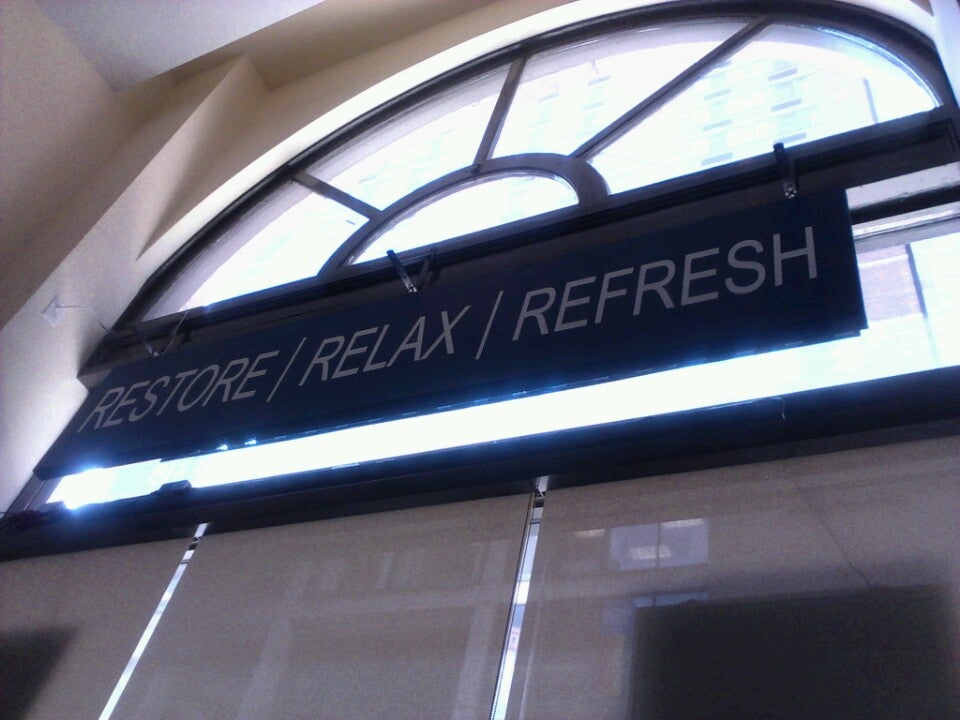 RESTORE / RELAX / REFRESH